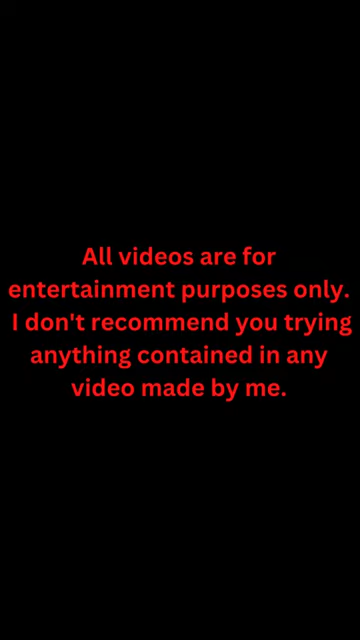 All videos are for
entertainment purposes only.
I don't recommend you trying
anything contained in any
video made by me.